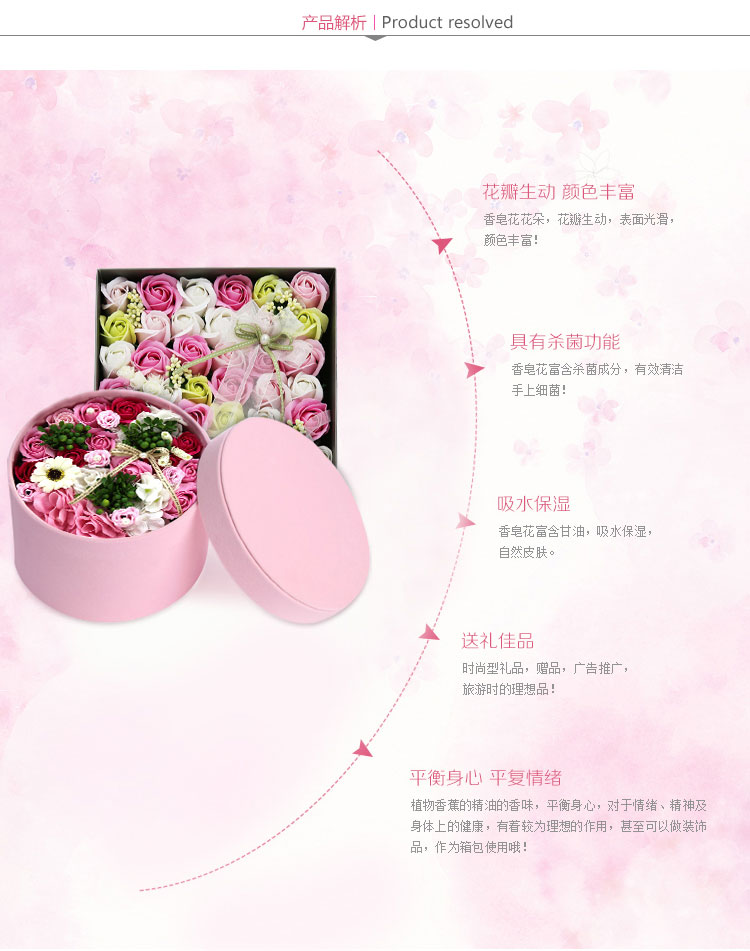 产品解析 | Product resolved
花瓣生动 颜色丰富
香皂花花朵，花瓣生动，表面光滑，
颜色丰富！
具有杀菌功能
香皂花富含杀菌成分，有效清洁
手上细菌！
吸水保湿
香皂花富含甘油，吸水保湿，
自然皮肤。
送礼佳品
时尚型礼品，赠品，广告推广，
旅游时的理想品！
平衡身心 平复情绪
植物香蕉的精油的香味，平衡身心，对于情绪、精神及
身体上的健康，有着较为理想的作用，甚至可以做装饰
品，作为箱包使用哦！